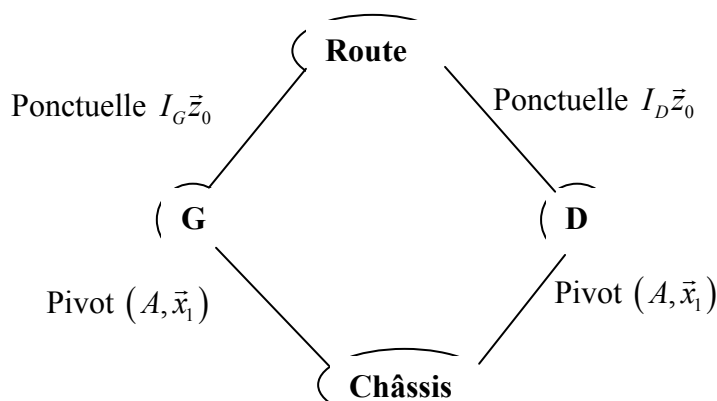 Route
Ponctuelle $I_G \vec{z}_0$
Ponctuelle $I_D \vec{z}_0$
G
D
Pivot $(A, \vec{x}_1)$
Pivot $(A, \vec{x}_1)$
Châssis